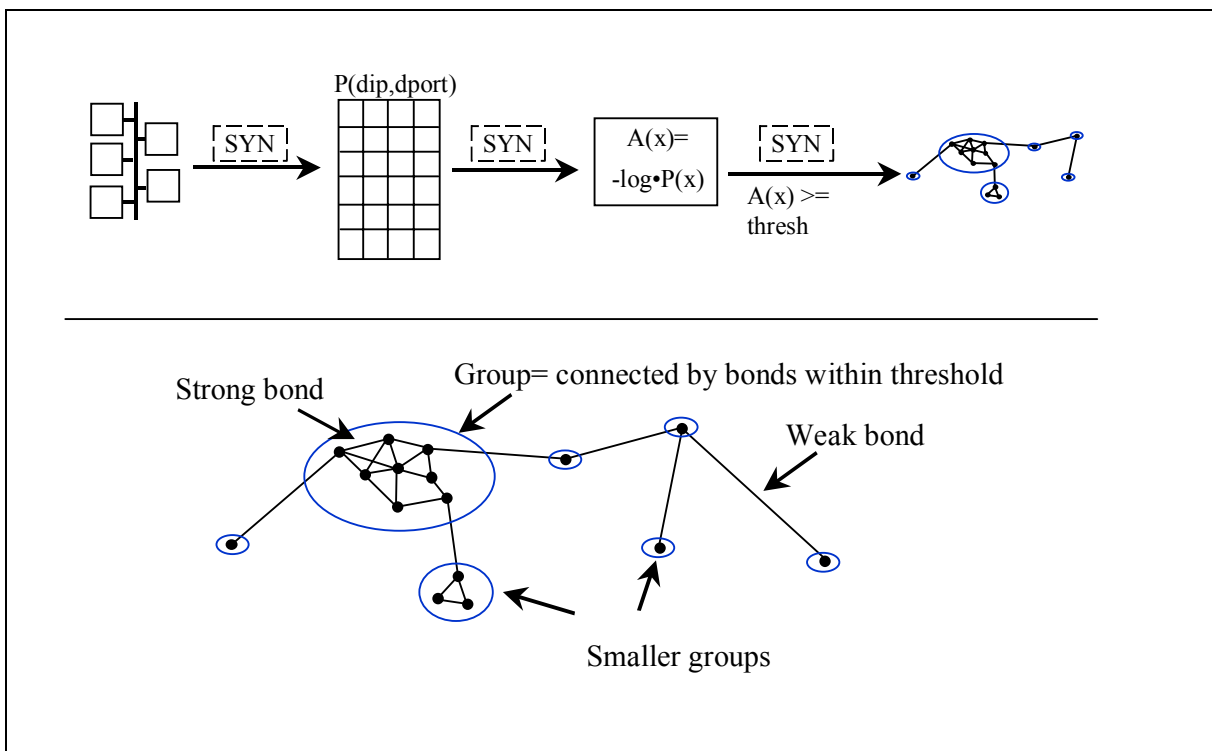 P(dip,dport)
SYN
SYN
A(x)=
-log•P(x)
SYN
A(x) >=
thresh
Group= connected by bonds within threshold
Strong bond
Weak bond
Smaller groups